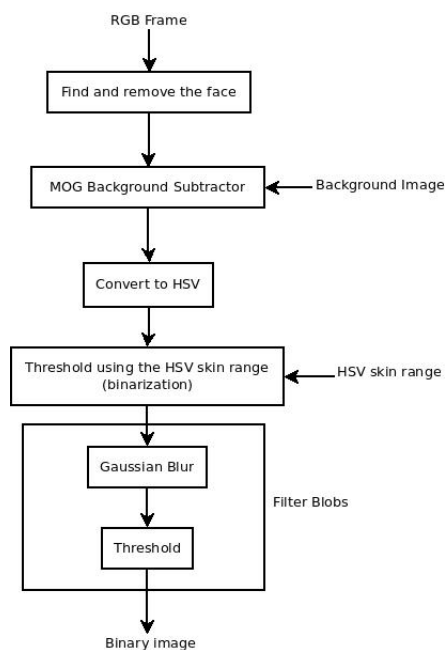 RGB Frame
Find and remove the face
MOG Background Subtractor
Background Image
Convert to HSV
Threshold using the HSV skin range
(binarization)
HSV skin range
Gaussian Blur
Filter Blobs
Threshold
Binary image